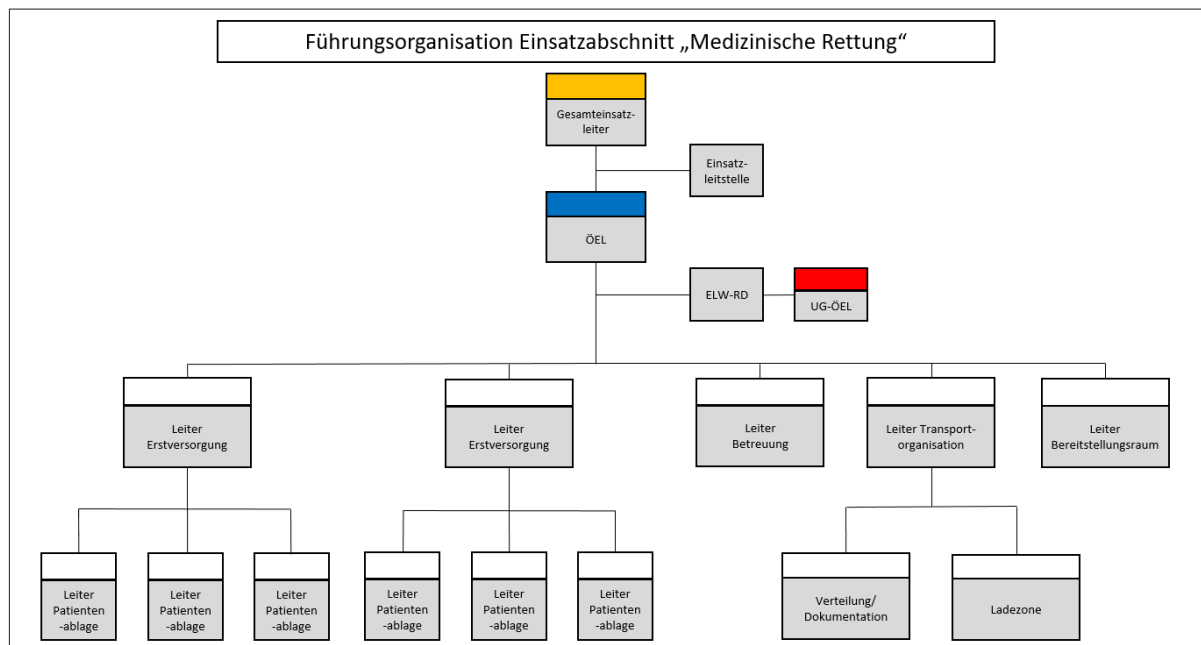 Führungsorganisation Einsatzabschnitt „Medizinische Rettung“
Gesamteinsatz-
leiter
Einsatz-
leitstelle
ÖEL
ELW-RD
UG-ÖEL
Leiter
Erstversorgung
Leiter
Erstversorgung
Leiter
Betreuung
Leiter Transport-
organisation
Leiter
Bereitstellungsraum
Leiter
Patienten
-ablage
Leiter
Patienten
-ablage
Leiter
Patienten
-ablage
Leiter
Patienten
-ablage
Leiter
Patienten
-ablage
Leiter
Patienten
-ablage
Verteilung/
Dokumentation
Ladezone